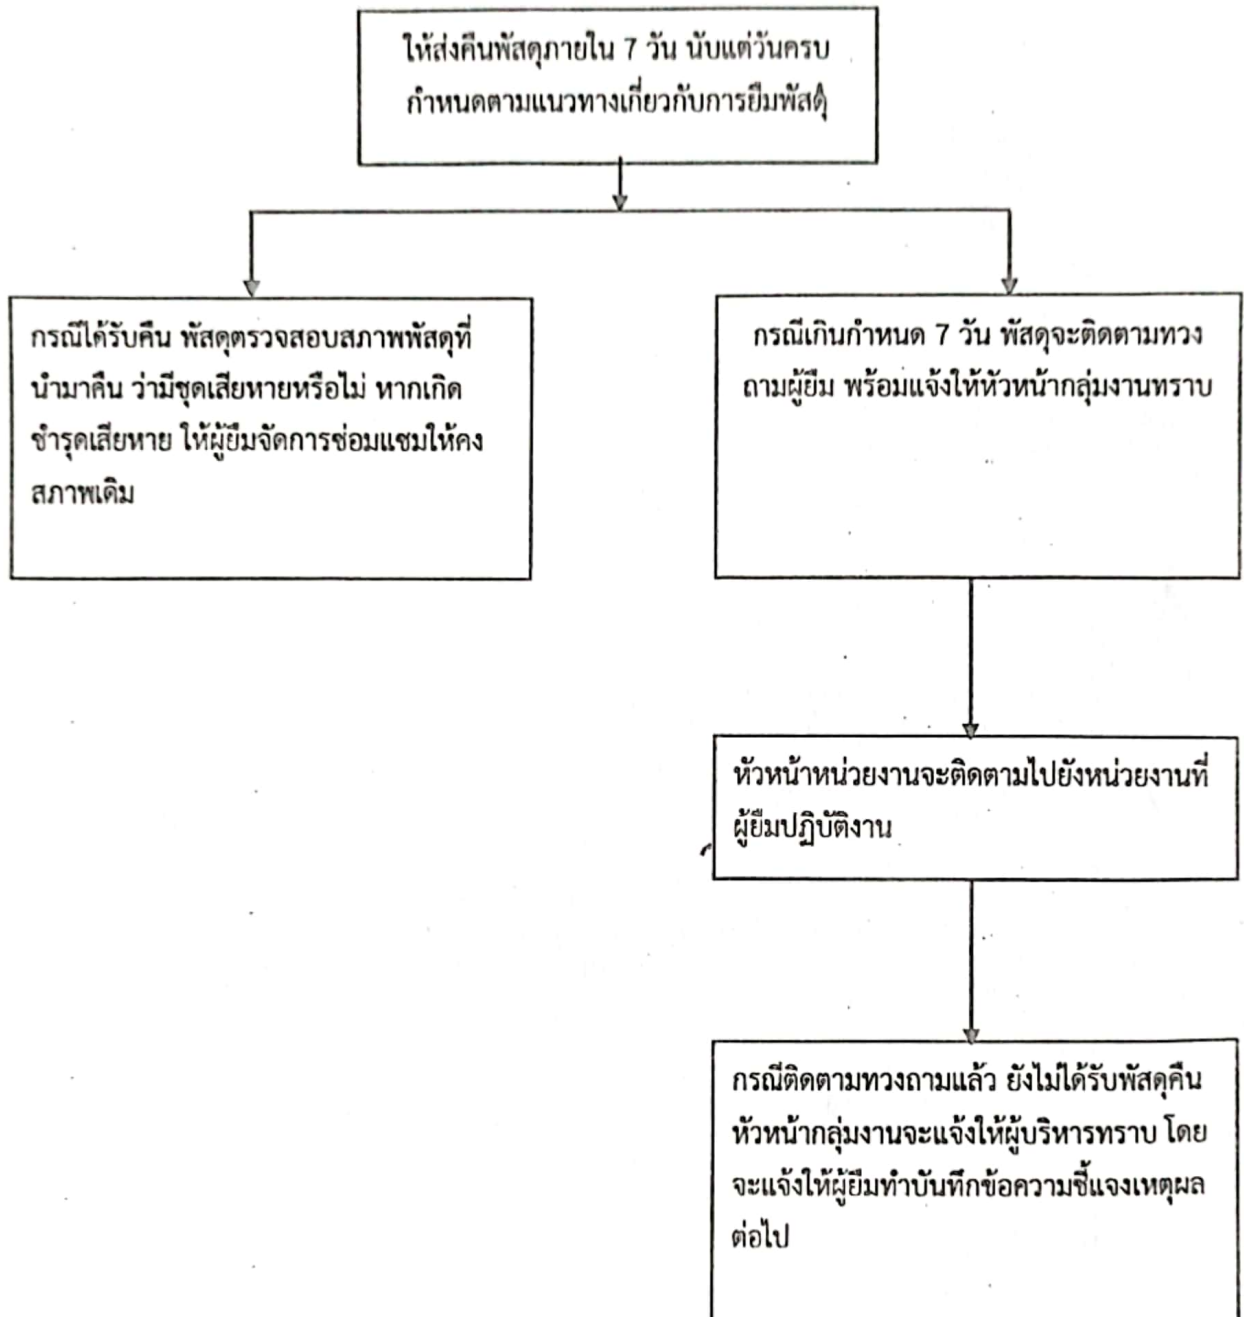 ให้ส่งคืนพัสดุภายใน 7 วัน นับแต่วันครบ
กำหนดตามแนวทางเกี่ยวกับการยืมพัสดุ
กรณีได้รับคืน พัสดุตรวจสอบสภาพพัสดุที่
นำมาคืน ว่ามีชุดเสียหายหรือไม่ หากเกิด
ชำรุดเสียหาย ให้ผู้ยืมจัดการซ่อมแซมให้คง
สภาพเดิม
กรณีเกินกำหนด 7 วัน พัสดุจะติดตามทวง
ถามผู้ยืม พร้อมแจ้งให้หัวหน้ากลุ่มงานทราบ
หัวหน้าหน่วยงานจะติดตามไปยังหน่วยงานที่
ผู้ยืมปฏิบัติงาน
กรณีติดตามทวงถามแล้ว ยังไม่ได้รับพัสดุคืน
หัวหน้ากลุ่มงานจะแจ้งให้ผู้บริหารทราบ โดย
จะแจ้งให้ผู้ยืมทำบันทึกข้อความชี้แจงเหตุผล
ต่อไป